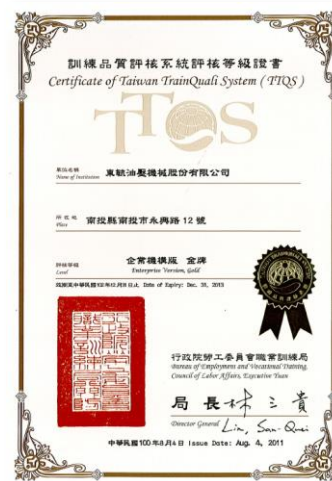 訓練品質評核系統評核等級證書
Certificate of Taiwan TrainQuali System ( TTQS )
TTQS
單位名稱
Name of Institution
東毓油壓機械股份有限公司
所在地
Place
南投縣南投市永興路 12 號
評核等級
Level
企業機構版 金牌
Enterprise Version, Gold
Date of Expiry: Dec. 31, 2013
行政院勞工委員會職業訓練局
Bureau of Employment and Vocational Training,
Council of Labor Affairs, Executive Yuan
局長 林三貴
Director General Lin, San-Quei
中華民國 100 年 8 月 4 日 Issue Date: Aug. 4, 2011